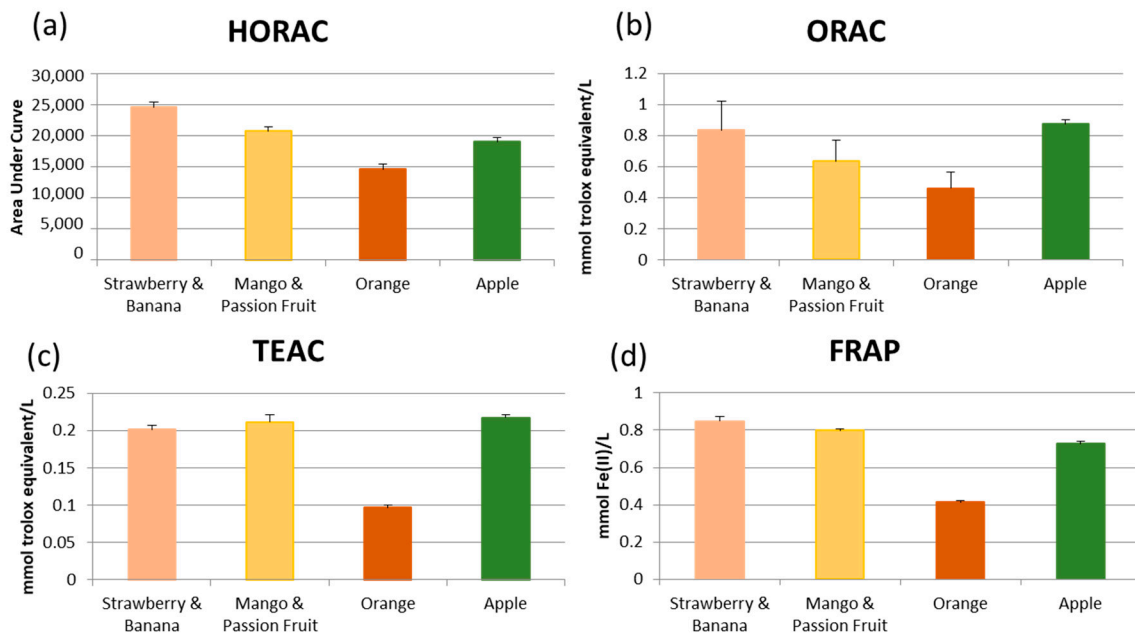 (a)
HORAC
Area Under Curve
30,000
25,000
20,000
15,000
10,000
5,000
0
Strawberry &
Banana
Mango &
Passion Fruit
Orange
Apple
(b)
ORAC
mmol trolox equivalent/L
1.2
1
0.8
0.6
0.4
0.2
0
Strawberry &
Banana
Mango &
Passion Fruit
Orange
Apple
(c)
TEAC
mmol trolox equivalent/L
0.25
0.2
0.15
0.1
0.05
0
Strawberry &
Banana
Mango &
Passion Fruit
Orange
Apple
(d)
FRAP
mmol Fe(II)/L
1
0.8
0.6
0.4
0.2
0
Strawberry &
Banana
Mango &
Passion Fruit
Orange
Apple